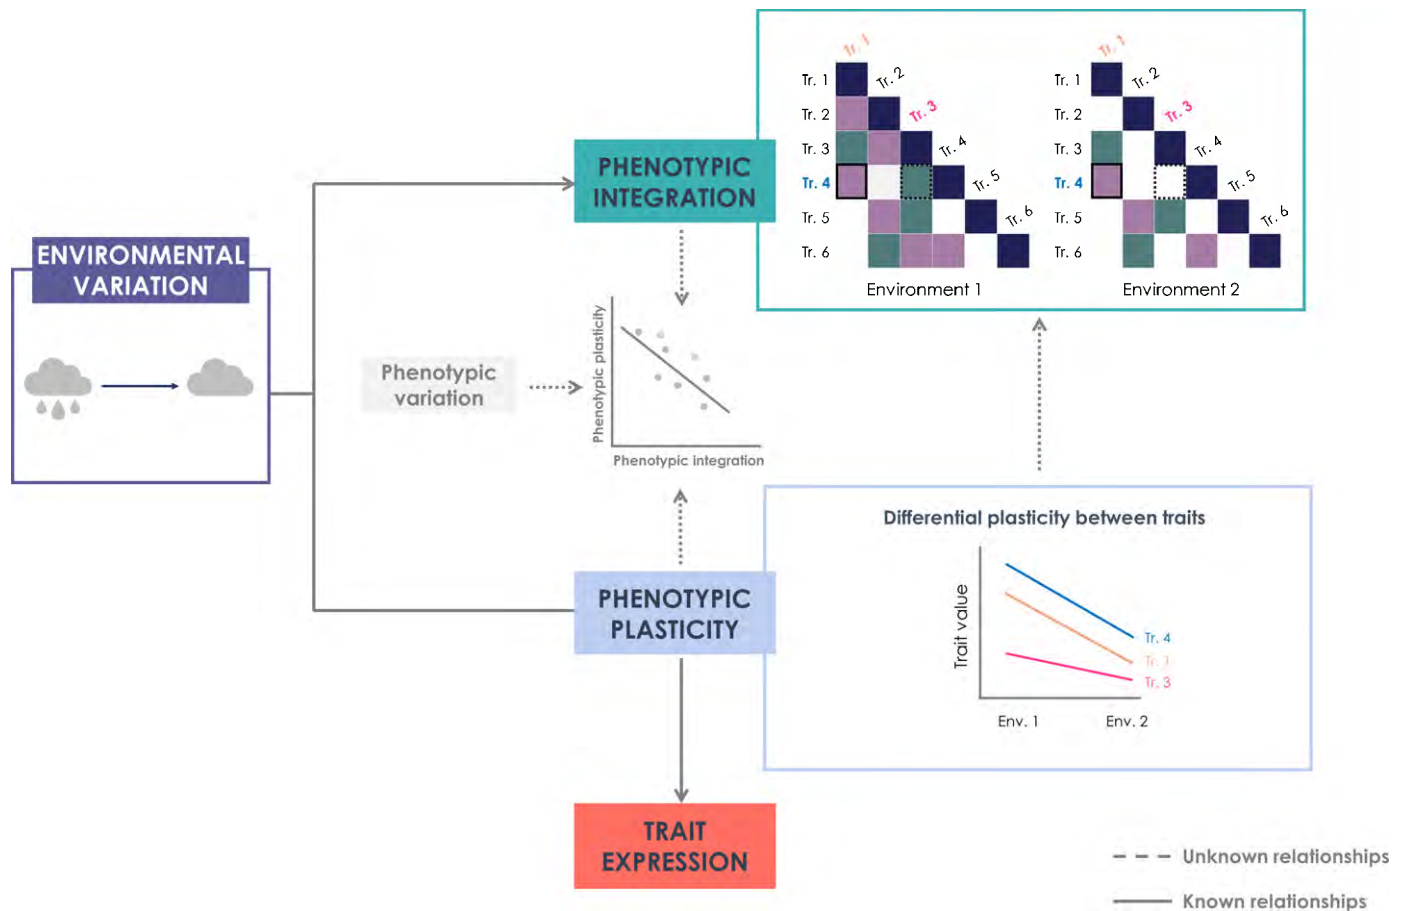 ENVIRONMENTAL
VARIATION
PHENOTYPIC
INTEGRATION
Tr. 1
Tr. 1
Tr. 2
Tr. 2
Tr. 3
Tr. 3
Tr. 4
Tr. 4
Tr. 5
Tr. 5
Tr. 6
Tr. 6
Environment 1
Tr. 1
Tr. 1
Tr. 2
Tr. 2
Tr. 3
Tr. 3
Tr. 4
Tr. 4
Tr. 5
Tr. 5
Tr. 6
Tr. 6
Environment 2
Phenotypic
variation
Phenotypic plasticity
Phenotypic integration
PHENOTYPIC
PLASTICITY
Differential plasticity between traits
Trait value
Tr. 4
Tr. 1
Tr. 3
Env. 1
Env. 2
TRAIT
EXPRESSION
Unknown relationships
Known relationships